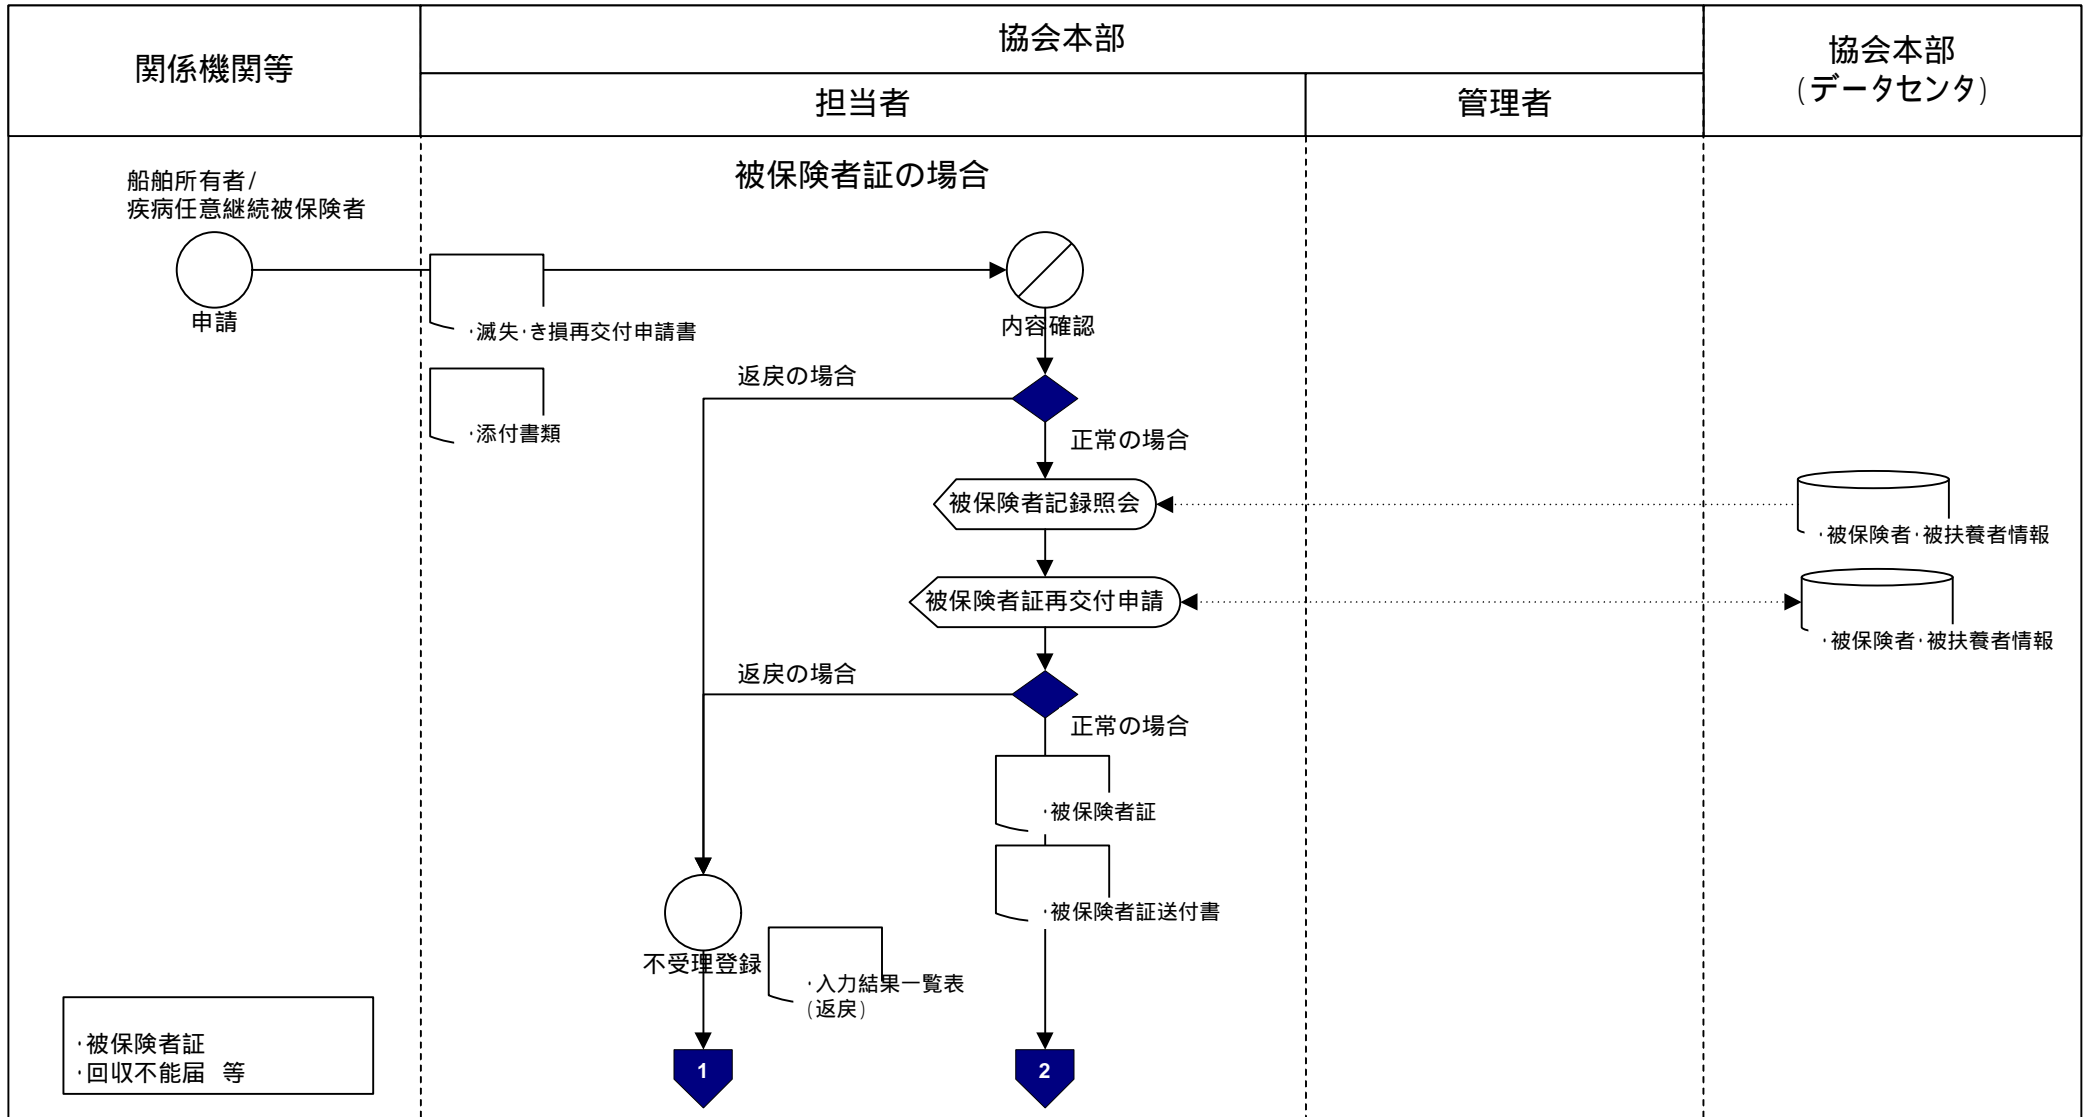 関係機関等
協会本部
担当者
管理者
協会本部
(データセンタ)
被保険者証の場合
船舶所有者/
疾病任意継続被保険者
申請
・滅失・き損再交付申請書
・添付書類
内容確認
返戻の場合
正常の場合
被保険者記録照会
・被保険者・被扶養者情報
被保険者証再交付申請
・被保険者・被扶養者情報
返戻の場合
正常の場合
・被保険者証
・被保険者証送付書
不受理登録
・入力結果一覧表
(返戻)
・被保険者証
・回収不能届 等
1
2